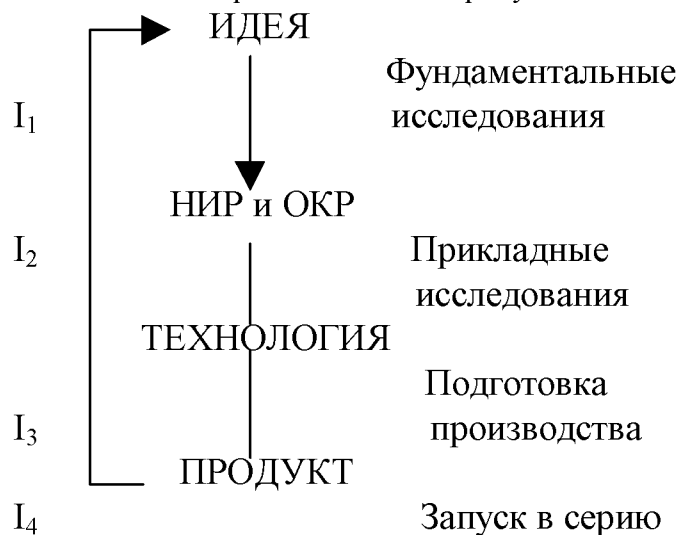 ИДЕЯ
Фундаментальные
I₁ исследования
НИР и ОКР
I₂ Прикладные
исследования
ТЕХНОЛОГИЯ
Подготовка
I₃ производства
ПРОДУКТ
I₄ Запуск в серию